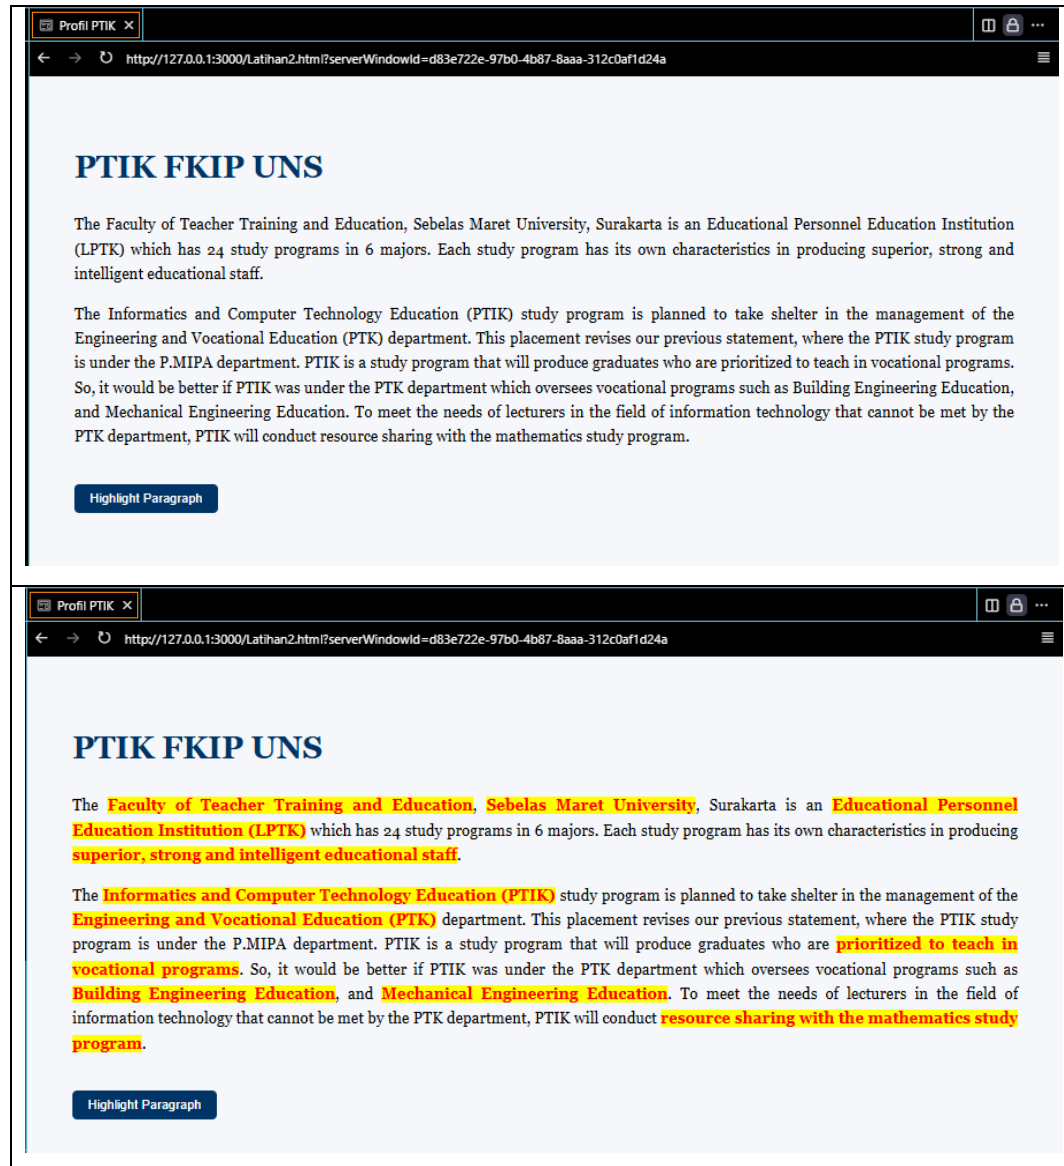 Profil PTIK
http://127.0.0.1:3000/Latihan2.html?serverWindowId=d83e722e-97b0-4b87-8aaa-312c0af1d24a
PTIK FKIP UNS
The Faculty of Teacher Training and Education, Sebelas Maret University, Surakarta is an Educational Personnel Education Institution
(LPTK) which has 24 study programs in 6 majors. Each study program has its own characteristics in producing superior, strong and
intelligent educational staff.
The Informatics and Computer Technology Education (PTIK) study program is planned to take shelter in the management of the
Engineering and Vocational Education (PTK) department. This placement revises our previous statement, where the PTIK study program
is under the P.MIPA department. PTIK is a study program that will produce graduates who are prioritized to teach in vocational programs.
So, it would be better if PTIK was under the PTK department which oversees vocational programs such as Building Engineering Education,
and Mechanical Engineering Education. To meet the needs of lecturers in the field of information technology that cannot be met by the
PTK department, PTIK will conduct resource sharing with the mathematics study program.
Highlight Paragraph
Profil PTIK
http://127.0.0.1:3000/Latihan2.html?serverWindowId=d83e722e-97b0-4b87-8aaa-312c0af1d24a
PTIK FKIP UNS
The Faculty of Teacher Training and Education, Sebelas Maret University, Surakarta is an Educational Personnel
Education Institution (LPTK) which has 24 study programs in 6 majors. Each study program has its own characteristics in producing
superior, strong and intelligent educational staff.
The Informatics and Computer Technology Education (PTIK) study program is planned to take shelter in the management of the
Engineering and Vocational Education (PTK) department. This placement revises our previous statement, where the PTIK study
program is under the P.MIPA department. PTIK is a study program that will produce graduates who are prioritized to teach in
vocational programs. So, it would be better if PTIK was under the PTK department which oversees vocational programs such as
Building Engineering Education, and Mechanical Engineering Education. To meet the needs of lecturers in the field of
information technology that cannot be met by the PTK department, PTIK will conduct resource sharing with the mathematics study
program.
Highlight Paragraph